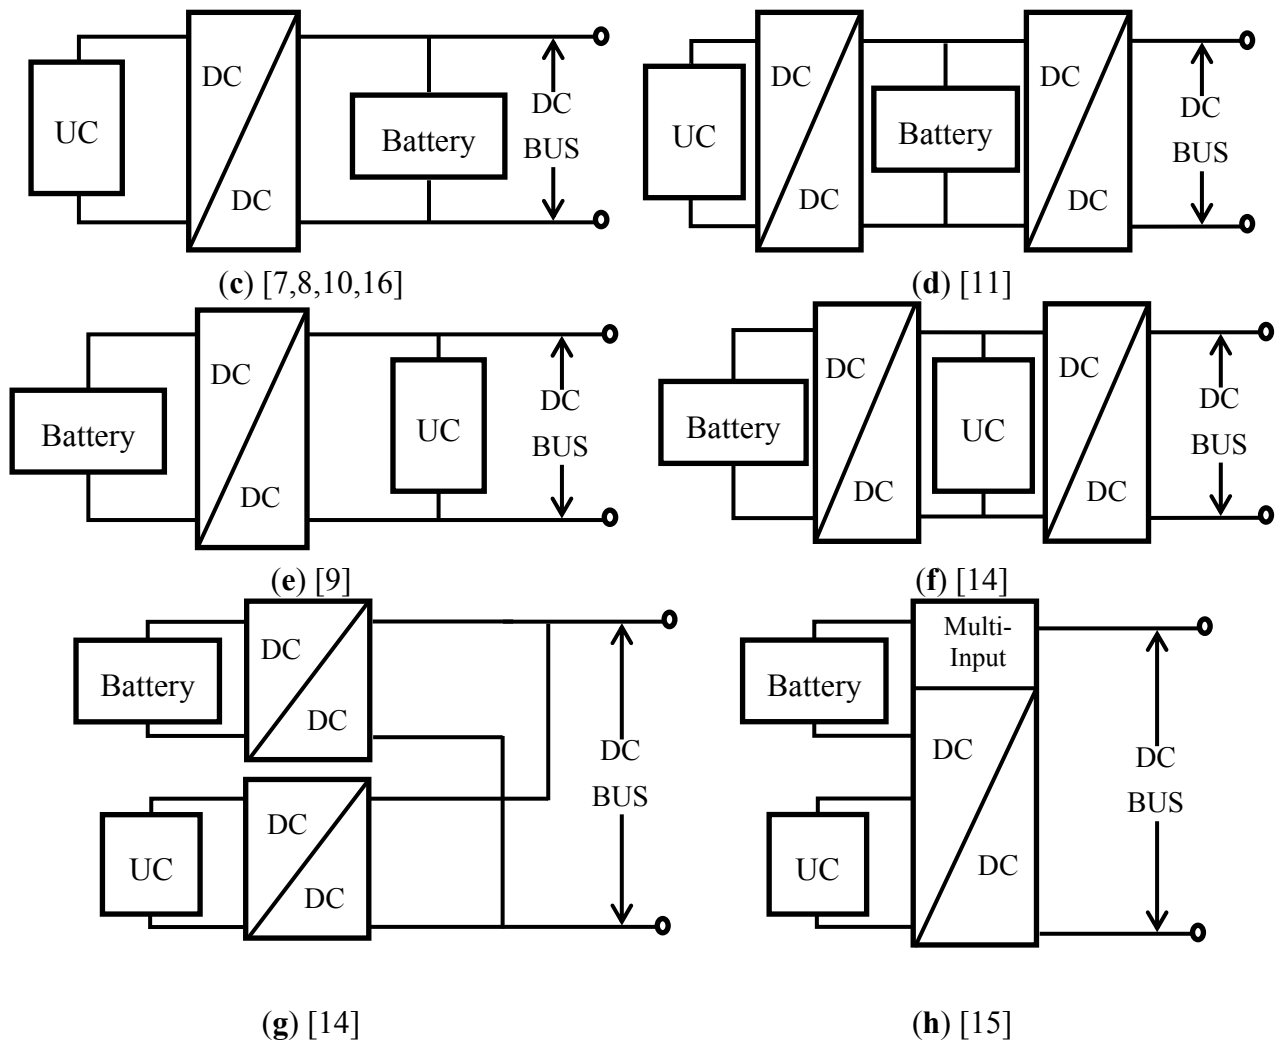 UC
DC
DC
Battery
DC
BUS
(c) [7,8,10,16]
UC
DC
DC
Battery
DC
DC
DC
BUS
(d) [11]
Battery
DC
DC
UC
DC
BUS
(e) [9]
Battery
DC
DC
UC
DC
DC
DC
BUS
(f) [14]
Battery
DC
DC
UC
DC
DC
DC
BUS
(g) [14]
Battery
UC
Multi-
Input
DC
DC
DC
BUS
(h) [15]